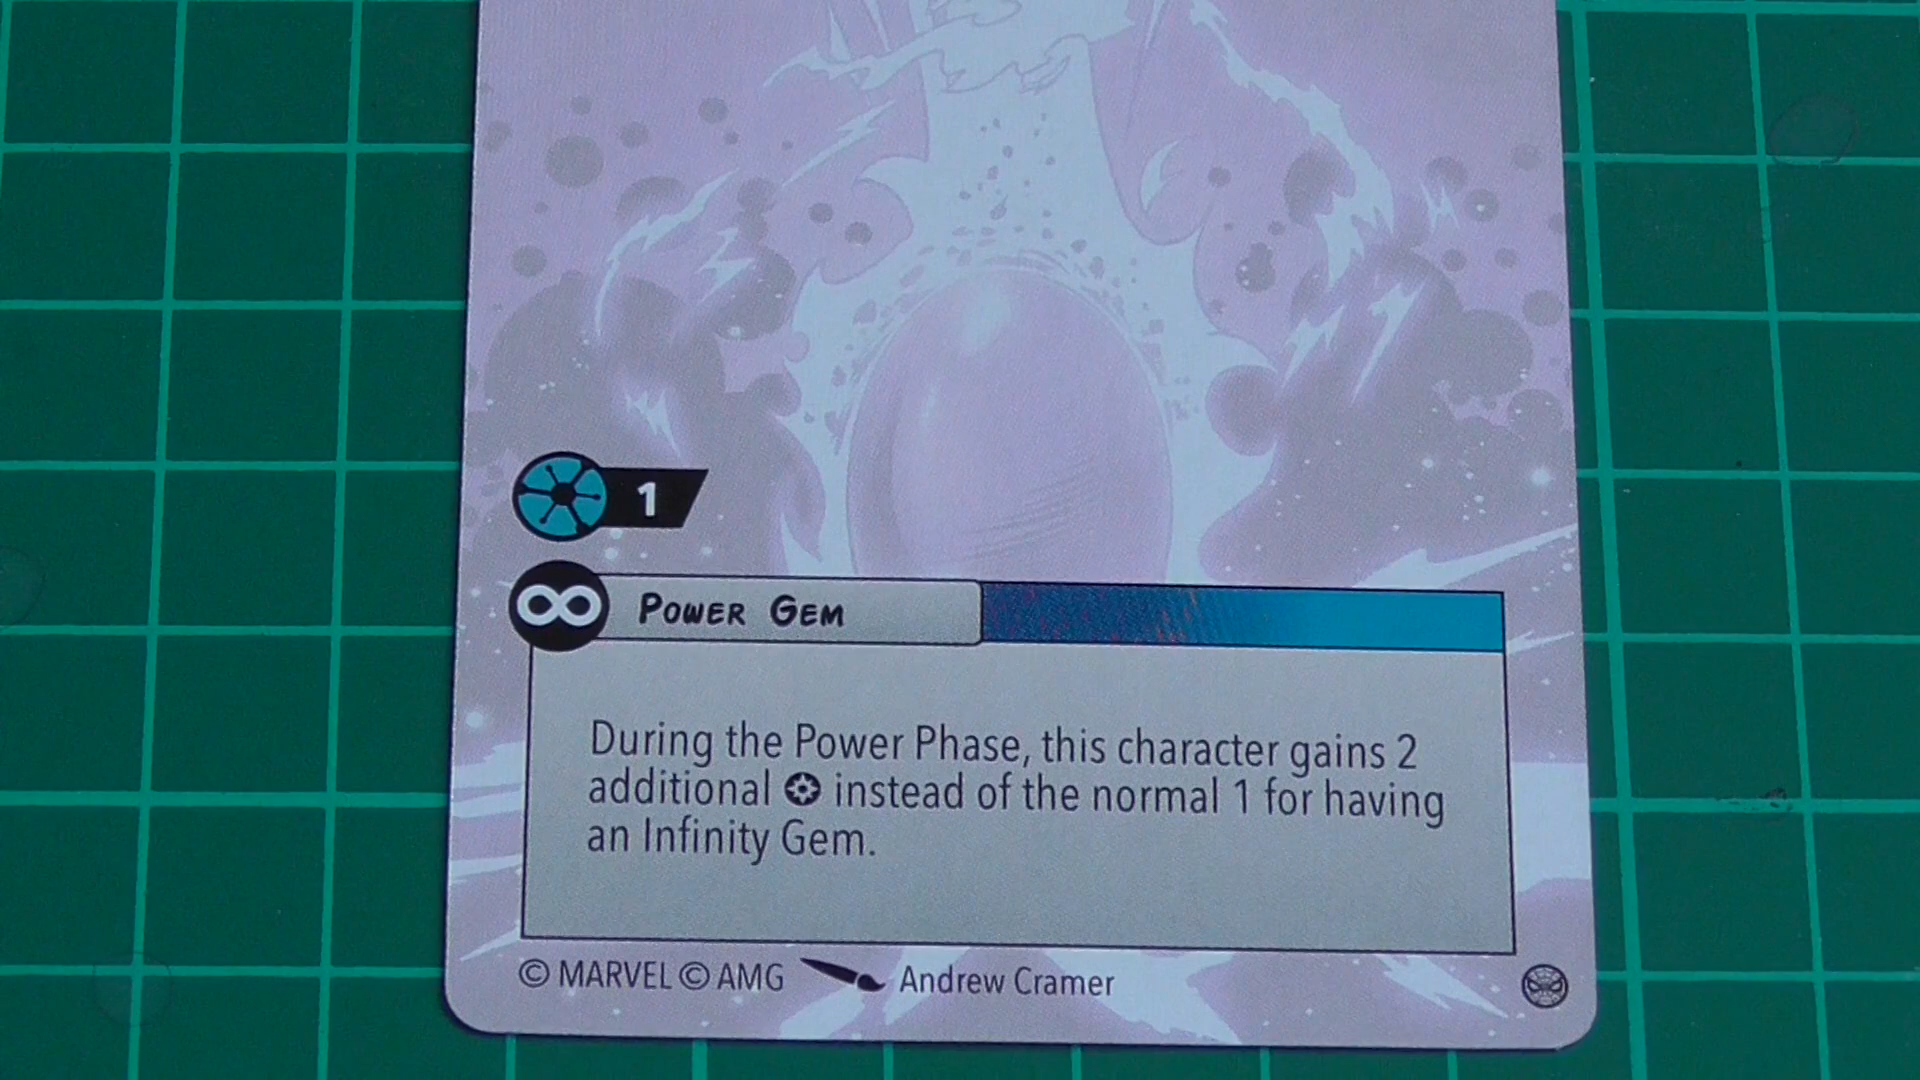 1
POWER GEM
During the Power Phase, this character gains 2
additional instead of the normal 1 for having
an Infinity Gem.
© MARVEL © AMG Andrew Cramer